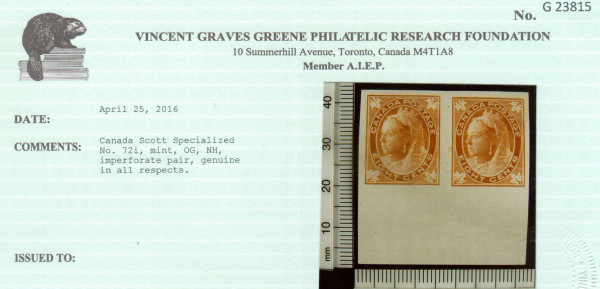 No. G 23815
VINCENT GRAVES GREENE PHILATELIC RESEARCH FOUNDATION
10 Summerhill Avenue, Toronto, Canada M4T1A8
Member A.I.E.P.
DATE: April 25, 2016
COMMENTS: Canada Scott Specialized
No. 72i, mint, OG, NH,
imperforate pair, genuine
in all respects.
ISSUED TO:
40
30
20
10
mm
CANADA POSTAGE
EIGHT CENTS
CANADA POSTAGE
EIGHT CENTS